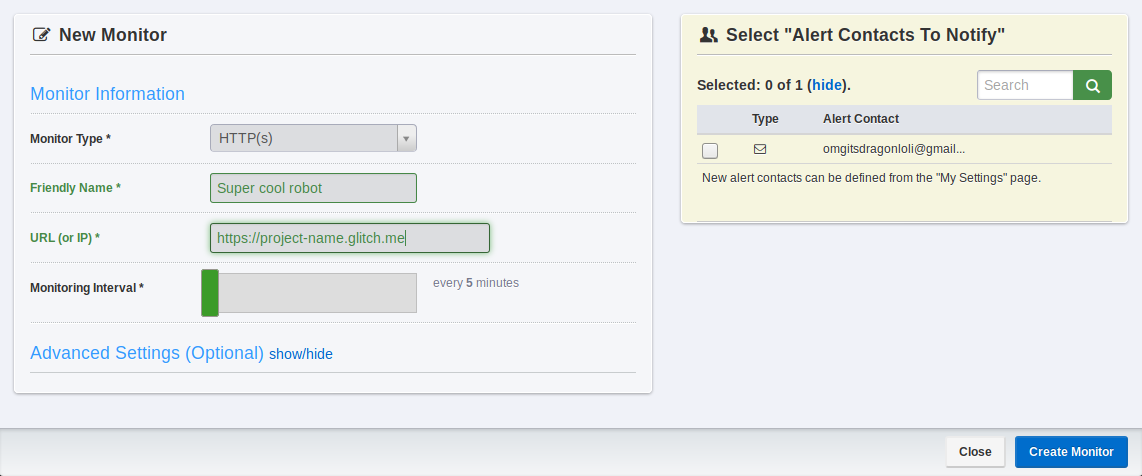 New Monitor
Monitor Information
Monitor Type *
HTTP(s)
Friendly Name *
Super cool robot
URL (or IP) *
https://project-name.glitch.me
Monitoring Interval *
every 5 minutes
Advanced Settings (Optional) show/hide
Select "Alert Contacts To Notify"
Selected: 0 of 1 (hide).
Search
Type Alert Contact
omgitsdragonloli@gmail...
New alert contacts can be defined from the "My Settings" page.
Close
Create Monitor